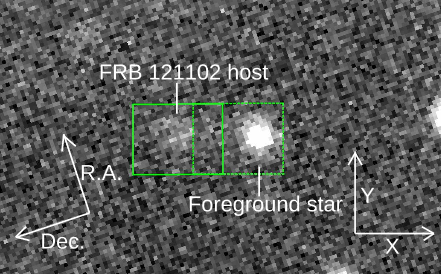 FRB 121102 host
R.A.
Foreground star
Y
Dec.
X